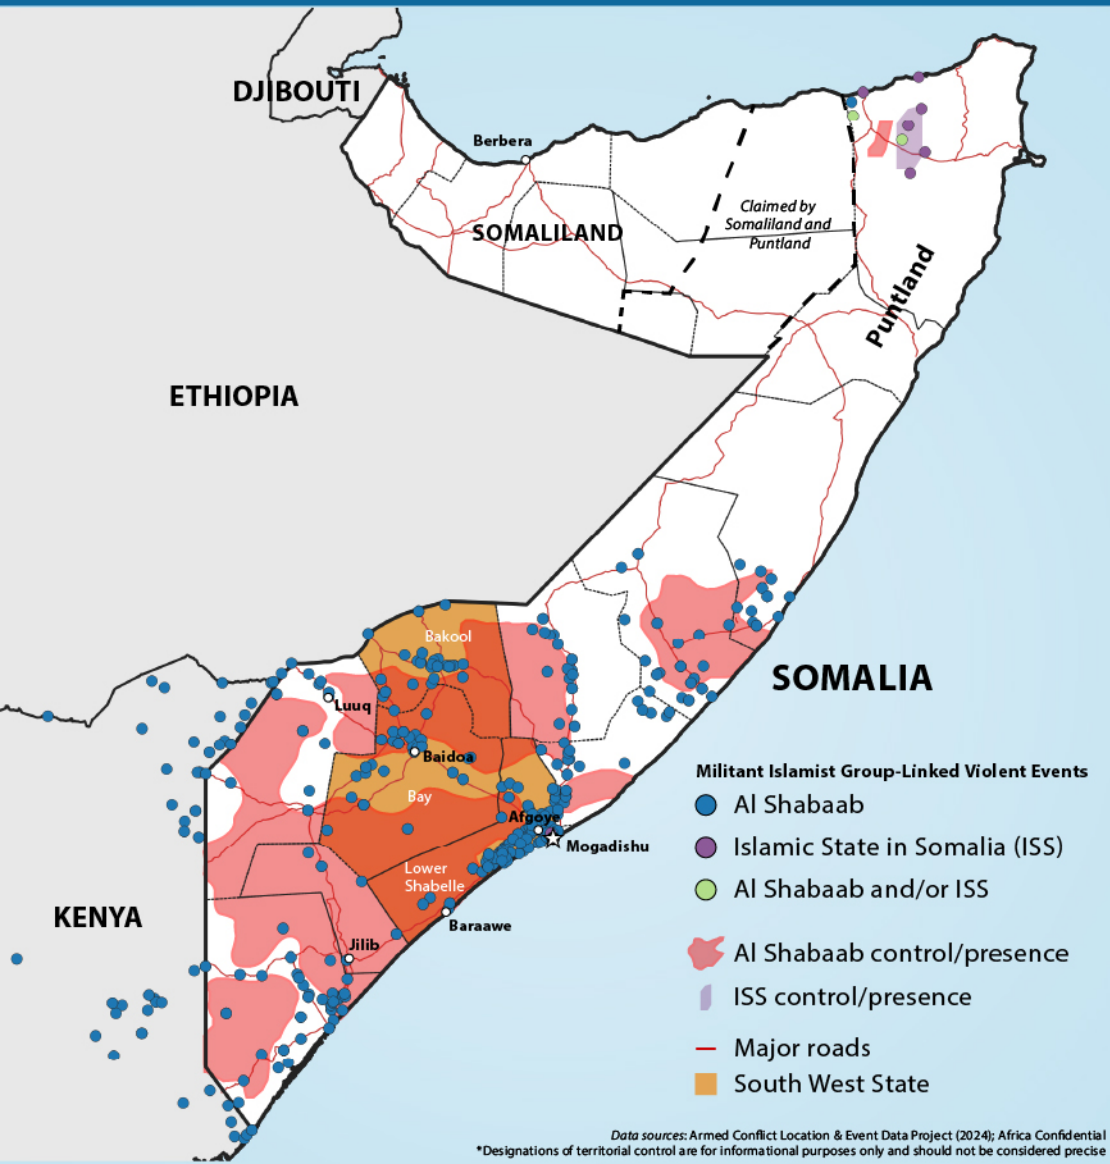 DJIBOUTI
Berbera
SOMALILAND
Claimed by
Somaliland and
Puntland
Puntland
ETHIOPIA
Bakool
SOMALIA
Luuq
Baidoa
Bay
Afgoye
Mogadishu
Lower
Shabelle
KENYA
Baraawe
Jilib
Militant Islamist Group-Linked Violent Events
Al Shabaab
Islamic State in Somalia (ISS)
Al Shabaab and/or ISS
Al Shabaab control/presence
ISS control/presence
Major roads
South West State
Data sources: Armed Conflict Location & Event Data Project (2024); Africa Confidential
*Designations of territorial control are for informational purposes only and should not be considered precise